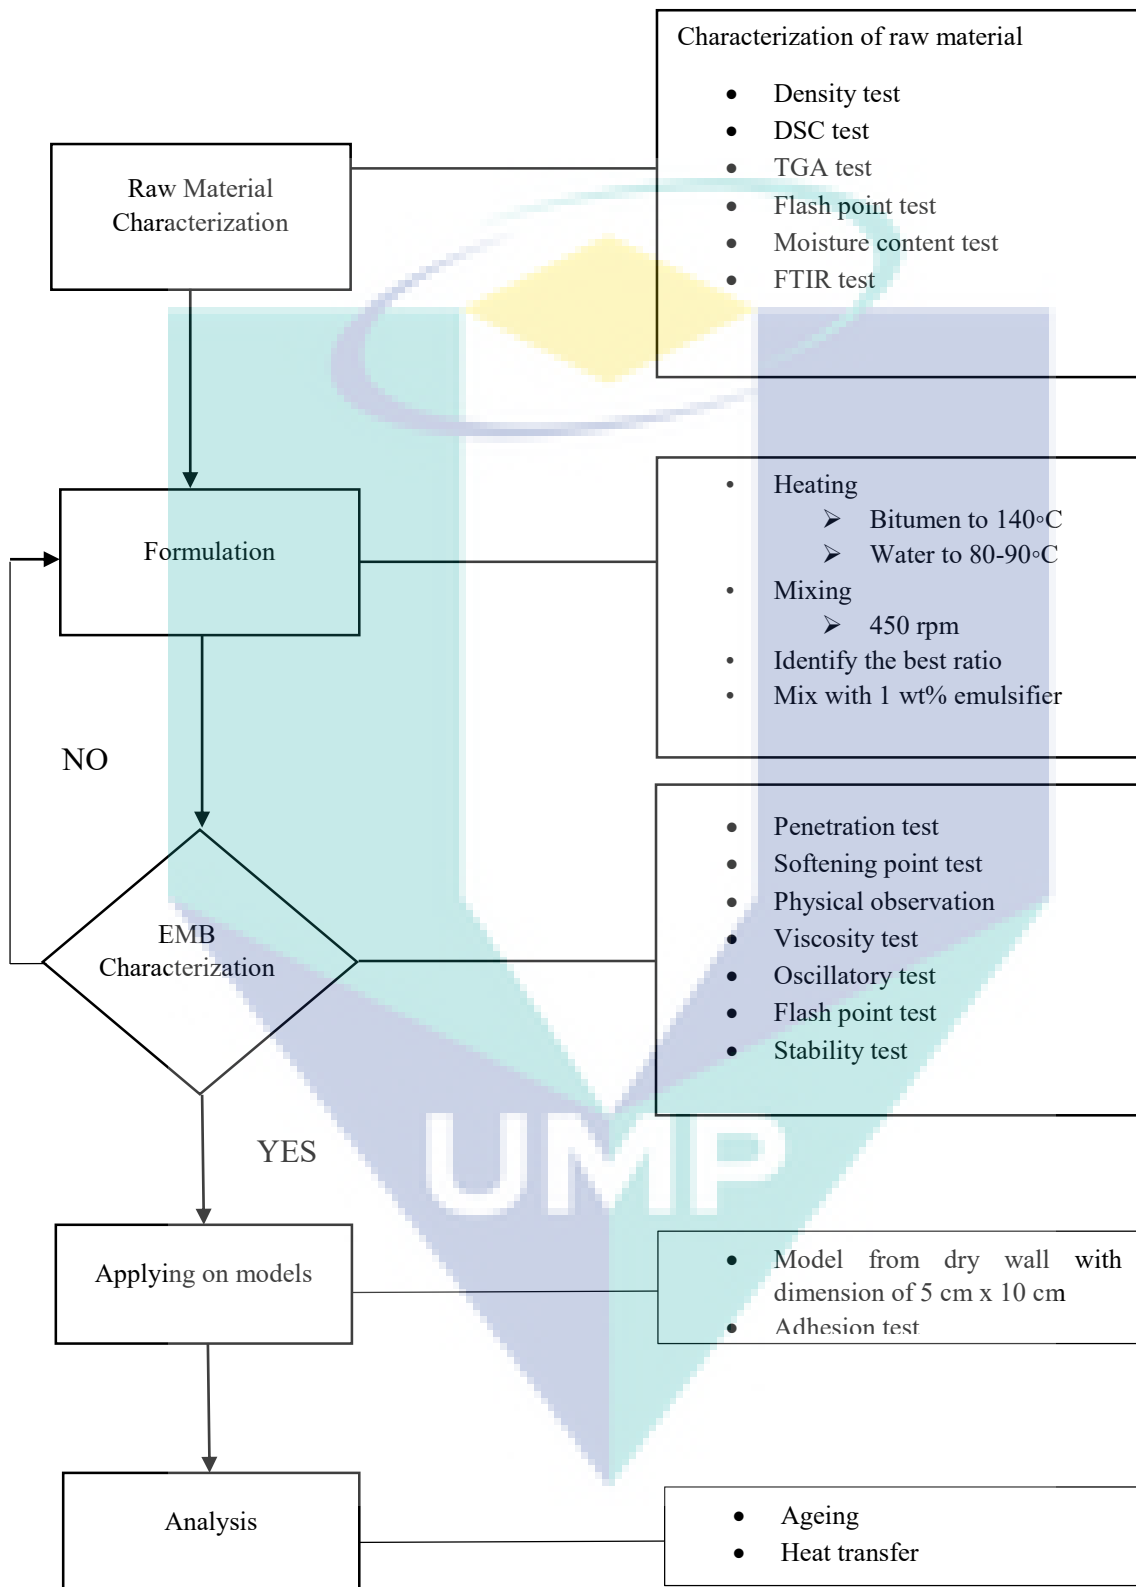 Characterization of raw material
• Density test
• DSC test
• TGA test
• Flash point test
• Moisture content test
• FTIR test
Raw Material
Characterization
Formulation
• Heating
➢ Bitumen to 140◦C
➢ Water to 80-90◦C
• Mixing
➢ 450 rpm
• Identify the best ratio
• Mix with 1 wt% emulsifier
NO
EMB
Characterization
• Penetration test
• Softening point test
• Physical observation
• Viscosity test
• Oscillatory test
• Flash point test
• Stability test
YES
UMP
Applying on models
• Model from dry wall with
dimension of 5 cm x 10 cm
• Adhesion test
Analysis
• Ageing
• Heat transfer